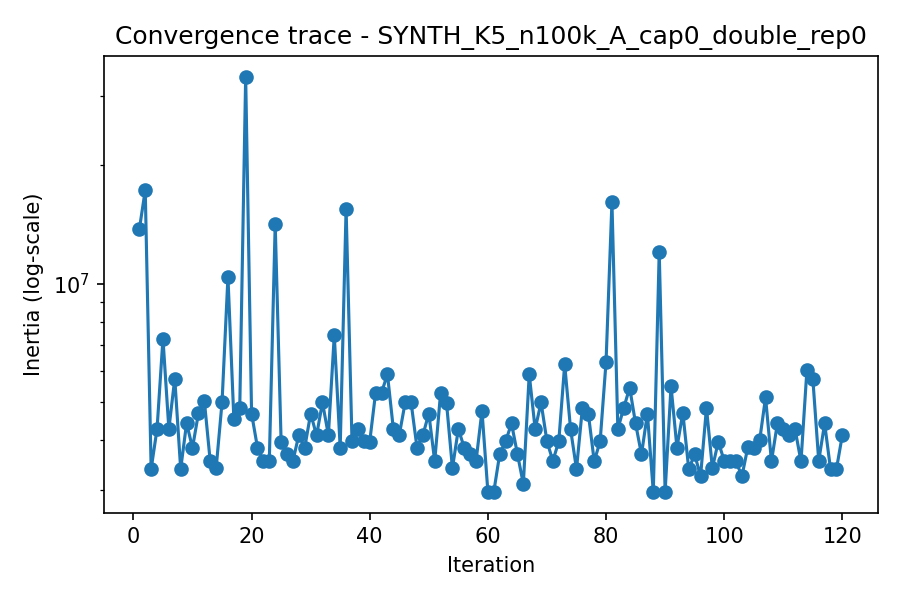 Convergence trace - SYNTH_K5_n100k_A_cap0_double_rep0
Inertia (log-scale)
10⁷
0 20 40 60 80 100 120
Iteration